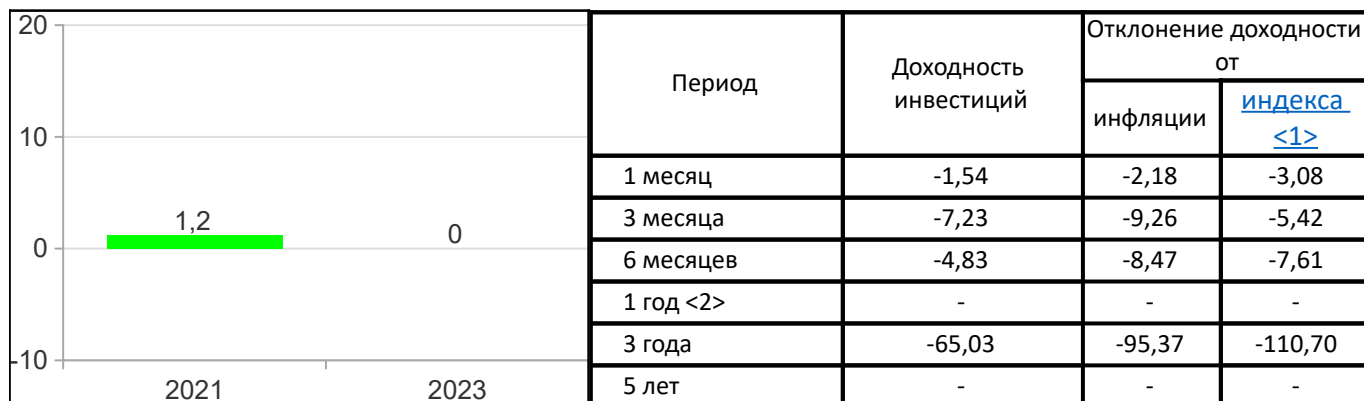 20
10
0
-10
1,2
0
2021 2023
Период Доходность инвестиций Отклонение доходности от
инфляции индекса <1>
1 месяц -1,54 -2,18 -3,08
3 месяца -7,23 -9,26 -5,42
6 месяцев -4,83 -8,47 -7,61
1 год <2> - - -
3 года -65,03 -95,37 -110,70
5 лет - - -